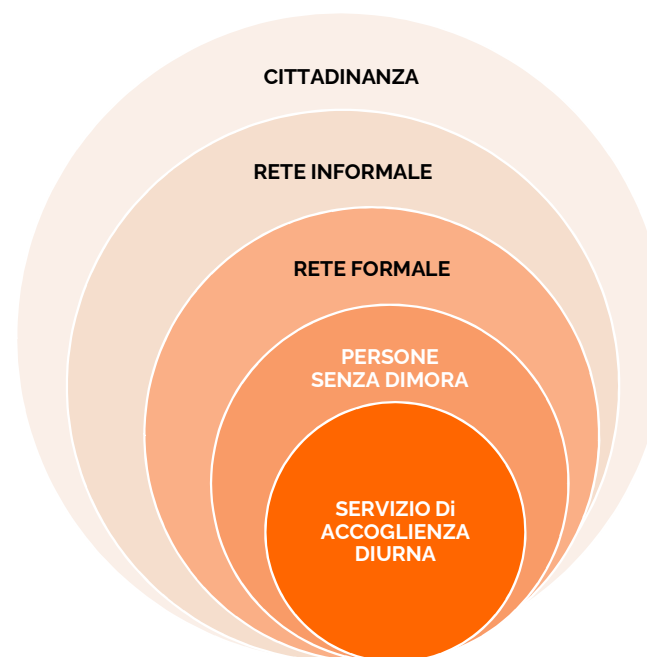 CITTADINANZA
RETE INFORMALE
RETE FORMALE
PERSONE
SENZA DIMORA
SERVIZIO Di
ACCOGLIENZA
DIURNA